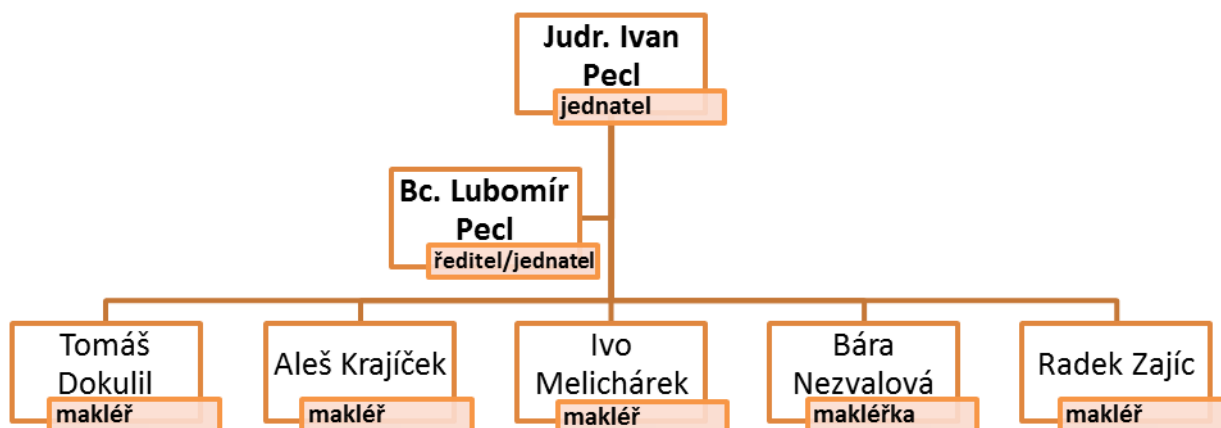 Judr. Ivan
Pecl
jednatel
Bc. Lubomír
Pecl
ředitel/jednatel
Tomáš
Dokulil
makléř
Aleš Krajíček
makléř
Ivo
Melichárek
makléř
Bára
Nezvalová
makléřka
Radek Zajíc
makléř